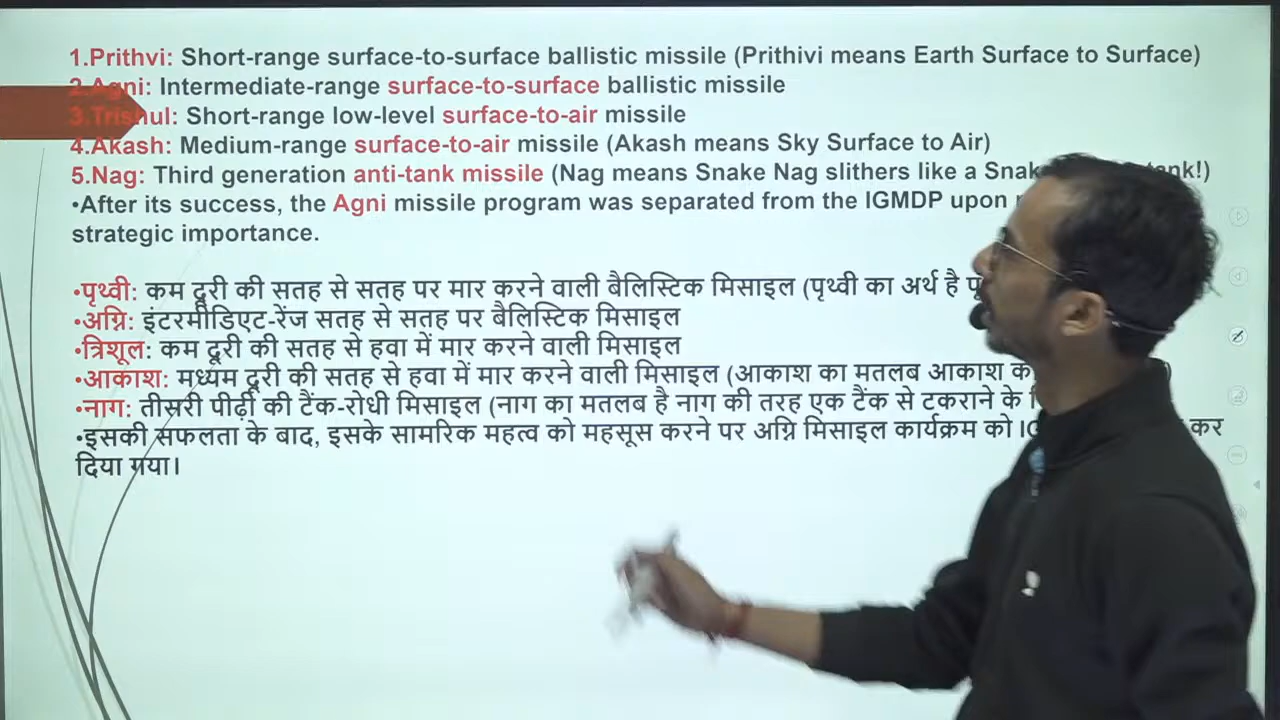 1.Prithvi: Short-range surface-to-surface ballistic missile (Prithivi means Earth Surface to Surface)
2.Agni: Intermediate-range surface-to-surface ballistic missile
3.Trishul: Short-range low-level surface-to-air missile
4.Akash: Medium-range surface-to-air missile (Akash means Sky Surface to Air)
5.Nag: Third generation anti-tank missile (Nag means Snake Nag slithers like a
•After its success, the Agni missile program was separated from the IGMDP upon
strategic importance.
•पृथ्वी: कम दूरी की सतह से सतह पर मार करने वाली बैलिस्टिक मिसाइल (पृथ्वी का अर्थ है
•अग्नि: इंटरमीडिएट-रेंज सतह से सतह पर बैलिस्टिक मिसाइल
•त्रिशूल: कम दूरी की सतह से हवा में मार करने वाली मिसाइल
•आकाश: मध्यम दूरी की सतह से हवा में मार करने वाली मिसाइल (आकाश का मतलब आकाश
•नाग: तीसरी पीढ़ी की टैंक-रोधी मिसाइल (नाग का मतलब है नाग की तरह एक टैंक से टकराने के
•इसकी सफलता के बाद, इसके सामरिक महत्व को महसूस करने पर अग्नि मिसाइल कार्यक्रम को कर
दिया गया।